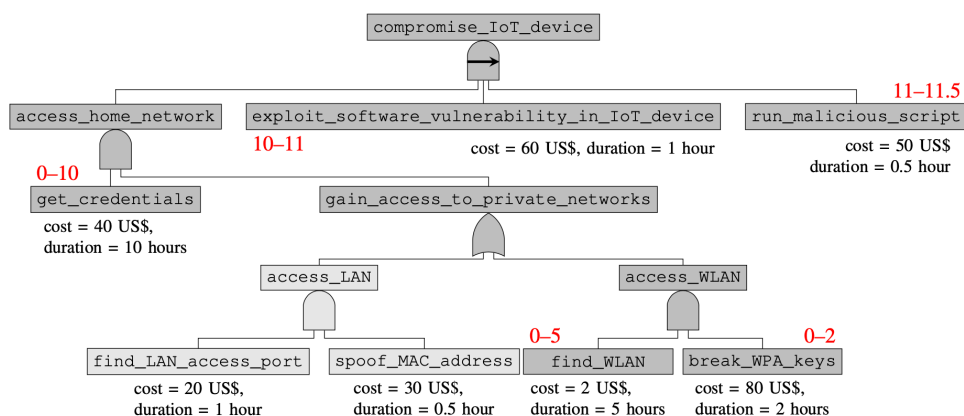 compromise_IoT_device
11–11.5
access_home_network
exploit_software_vulnerability_in_IoT_device
run_malicious_script
10–11
cost = 60 US$, duration = 1 hour
cost = 50 US$
duration = 0.5 hour
0–10
get_credentials
gain_access_to_private_networks
cost = 40 US$,
duration = 10 hours
access_LAN
access_WLAN
0–5
0–2
find_LAN_access_port
spoof_MAC_address
find_WLAN
break_WPA_keys
cost = 20 US$,
duration = 1 hour
cost = 30 US$,
duration = 0.5 hour
cost = 2 US$,
duration = 5 hours
cost = 80 US$,
duration = 2 hours